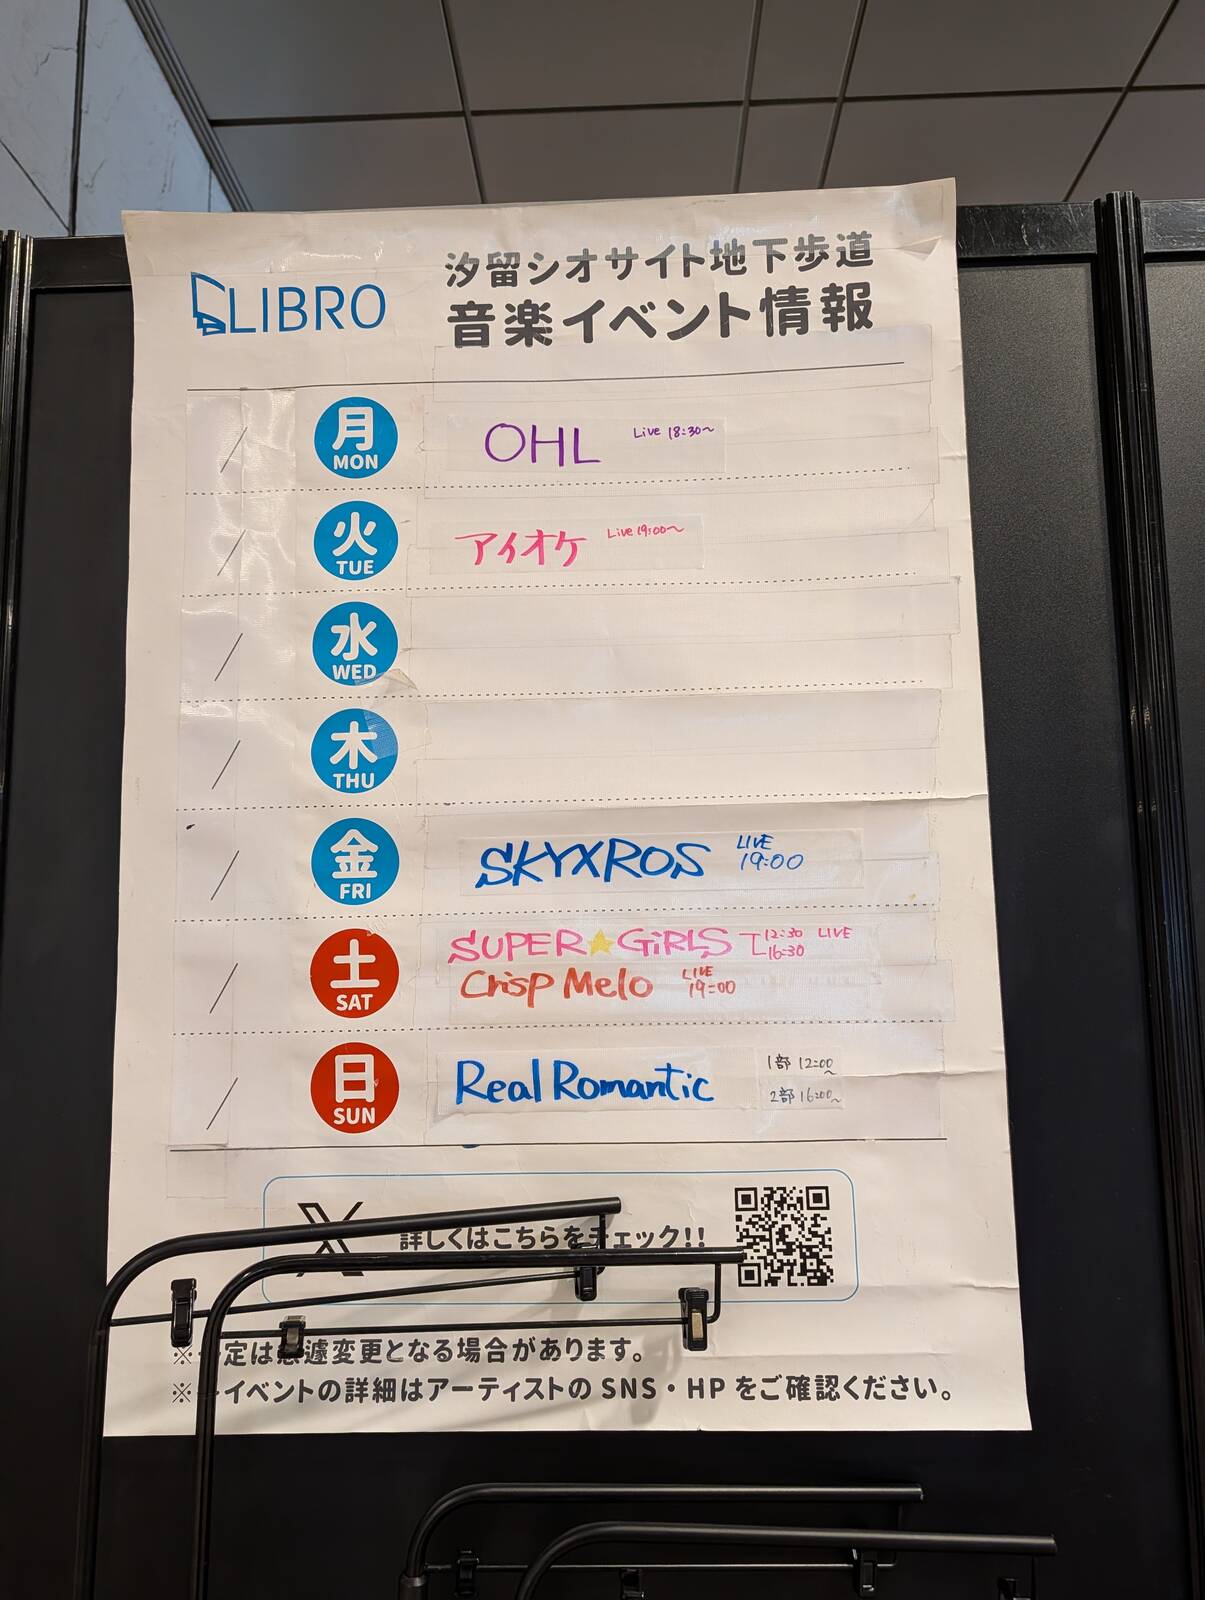 LIBRO
汐留シオサイト地下歩道
音楽イベント情報
/ 月 MON OHL Live 18:30〜
/ 火 TUE アイオケ Live 19:00〜
/ 水 WED
/ 木 THU
/ 金 FRI SKYXROS LIVE 19:00
/ 土 SAT SUPER★GiRLS 12:30 16:30 LIVE
Crisp Melo LIVE 19:00
/ 日 SUN Real Romantic 1部 12:00〜
2部 16:00〜
X 詳しくはこちらをチェック!!
※ 定は急遽変更となる場合があります。
※ イベントの詳細はアーティストの SNS・HP をご確認ください。